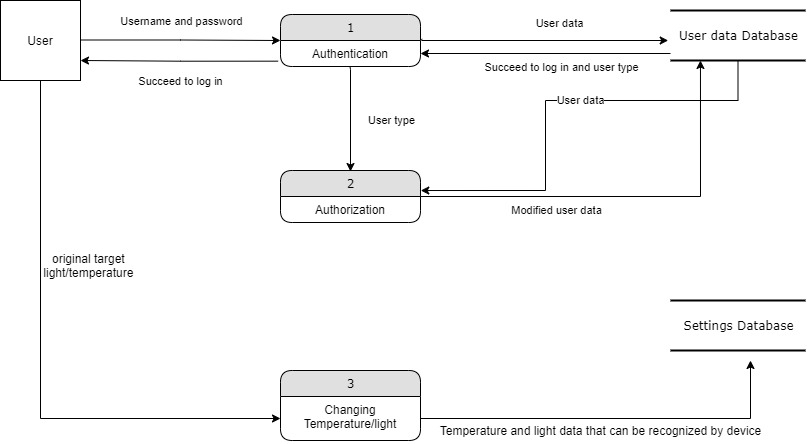 Username and password
1
User data
User
Authentication
User data Database
Succeed to log in
Succeed to log in and user type
User data
User type
2
Authorization
Modified user data
original target
light/temperature
Settings Database
3
Changing
Temperature/light
Temperature and light data that can be recognized by device